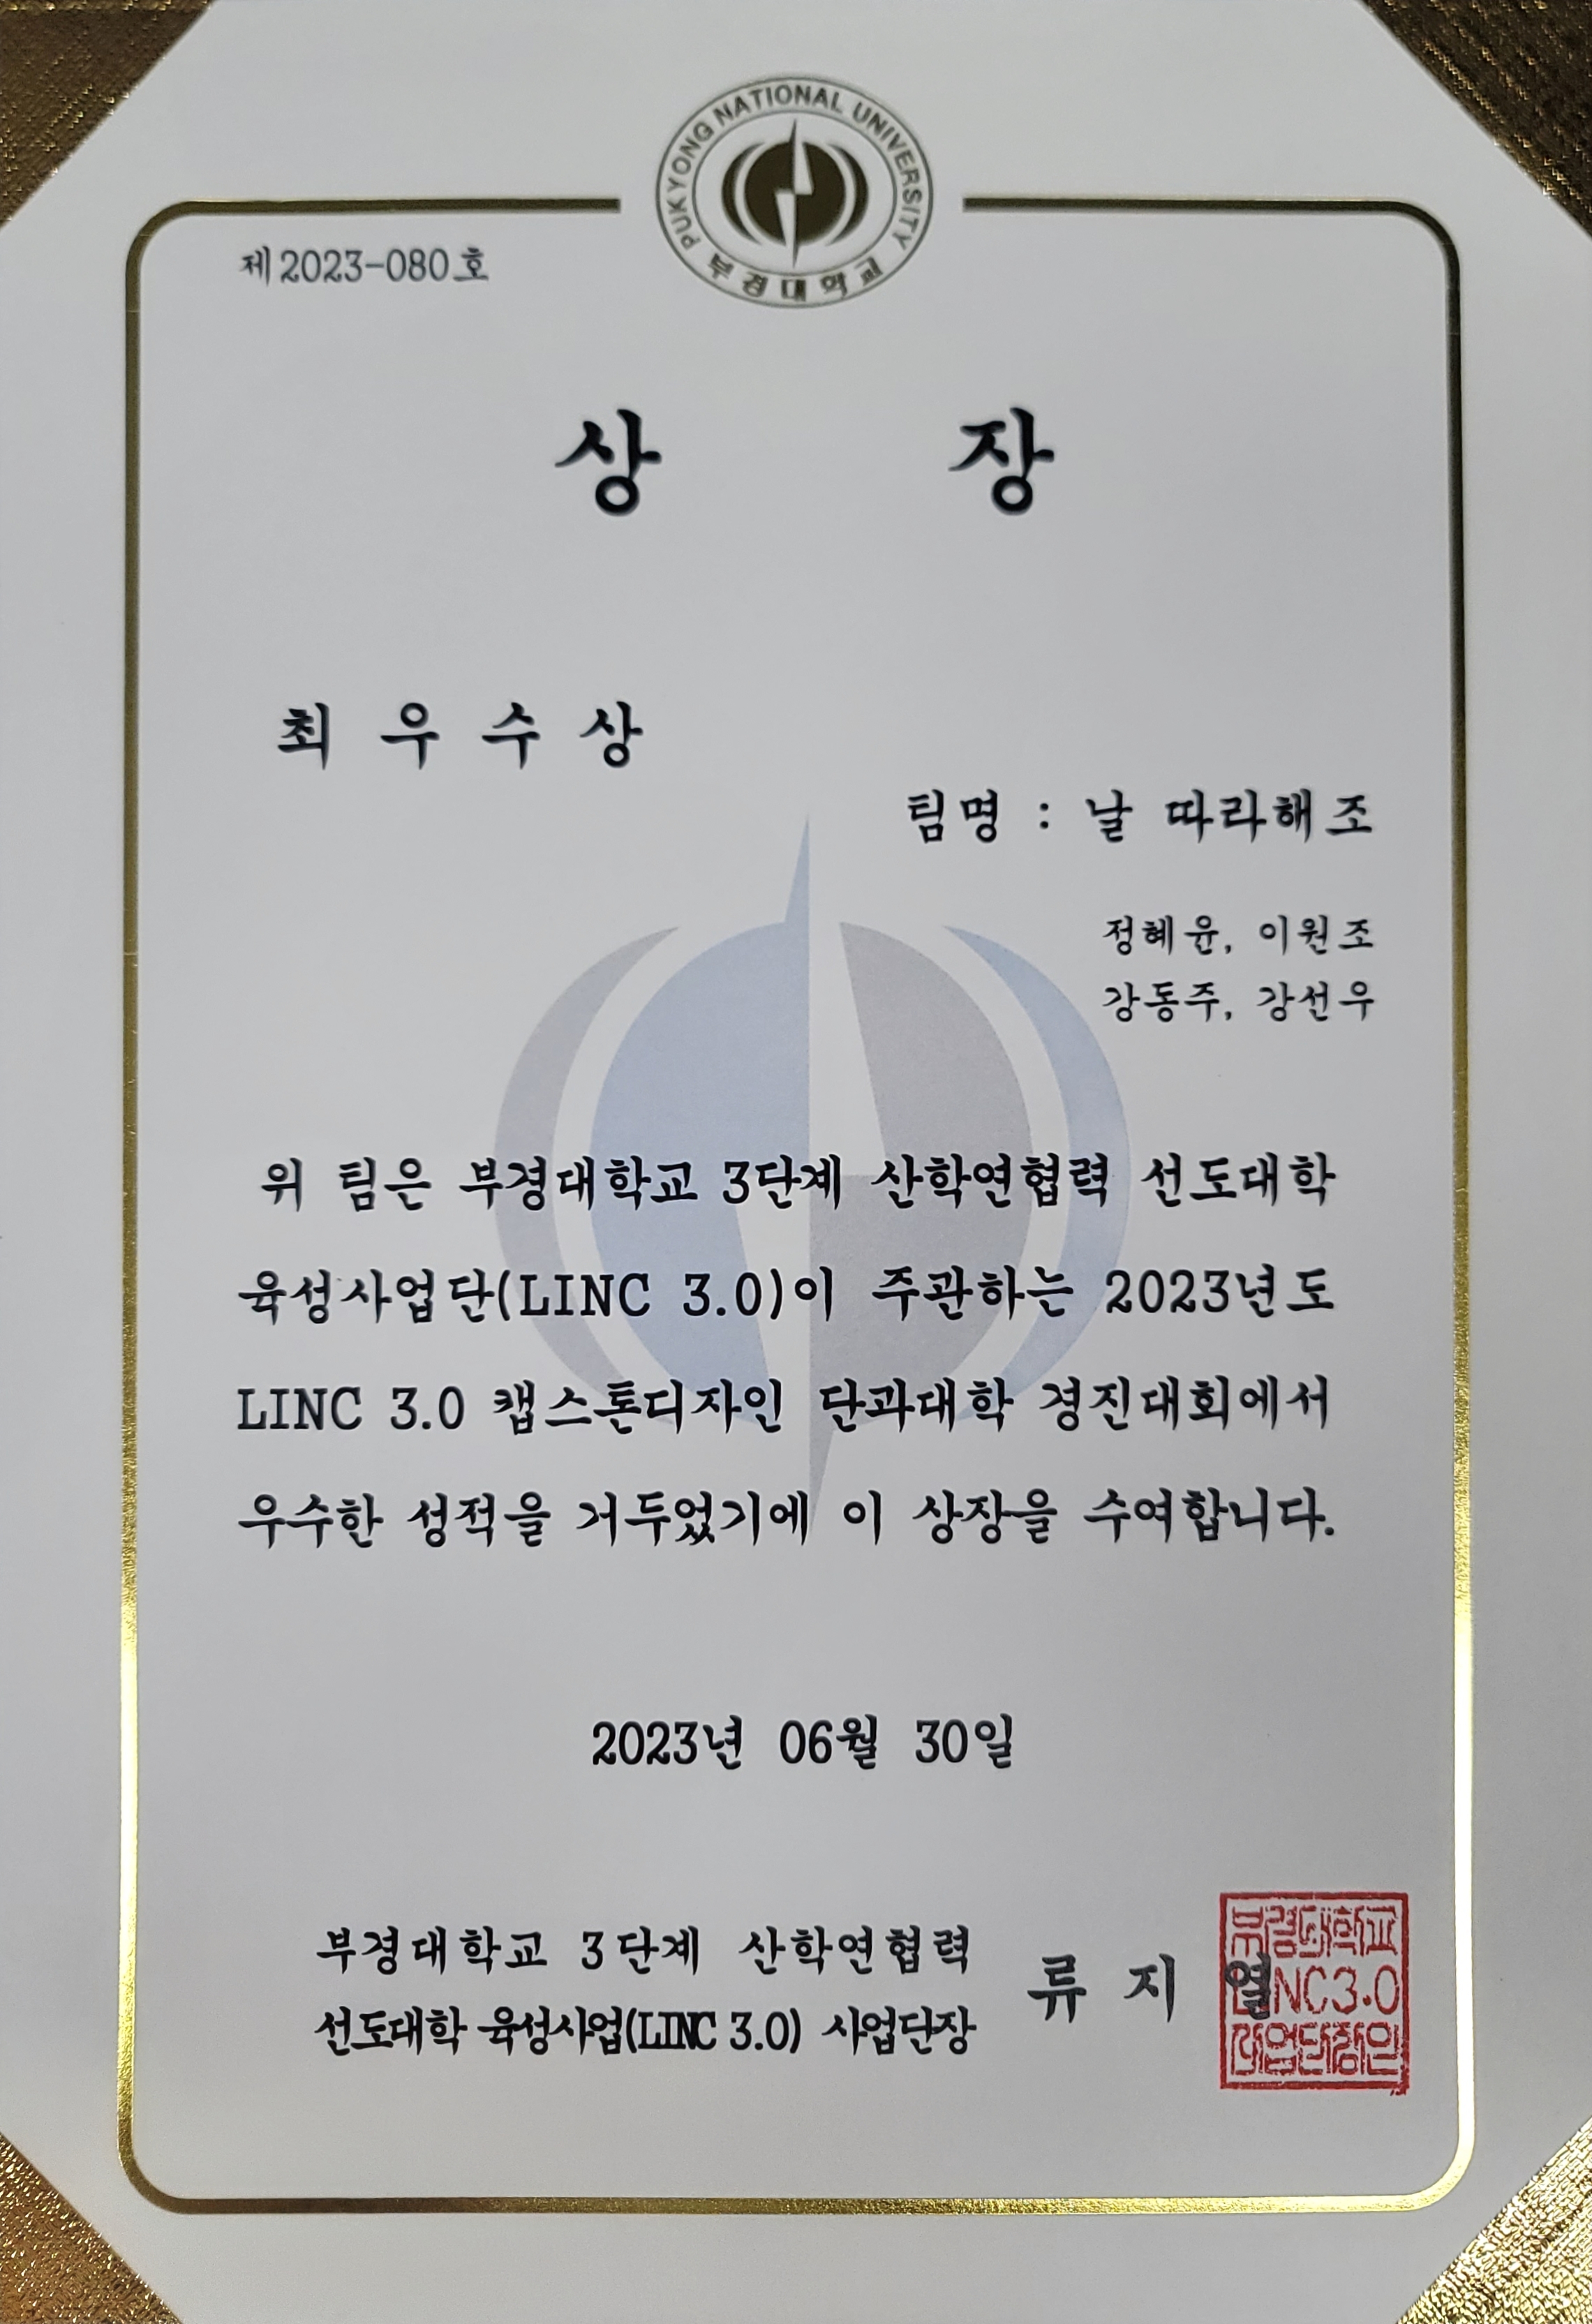 PUKYONG NATIONAL UNIVERSITY
부경대학교
제2023-080호
상 장
최우수상
팀명 : 날 따라해조
정혜윤, 이원조
강동주, 강선우
위 팀은 부경대학교 3단계 산학연협력 선도대학
육성사업단(LINC 3.0)이 주관하는 2023년도
LINC 3.0 캡스톤디자인 단과대학 경진대회에서
우수한 성적을 거두었기에 이 상장을 수여합니다.
2023년 06월 30일
부경대학교 3단계 산학연협력
선도대학 육성사업(LINC 3.0) 사업단장
류 지 열
부경대학교
LINC3.0
사업단장인